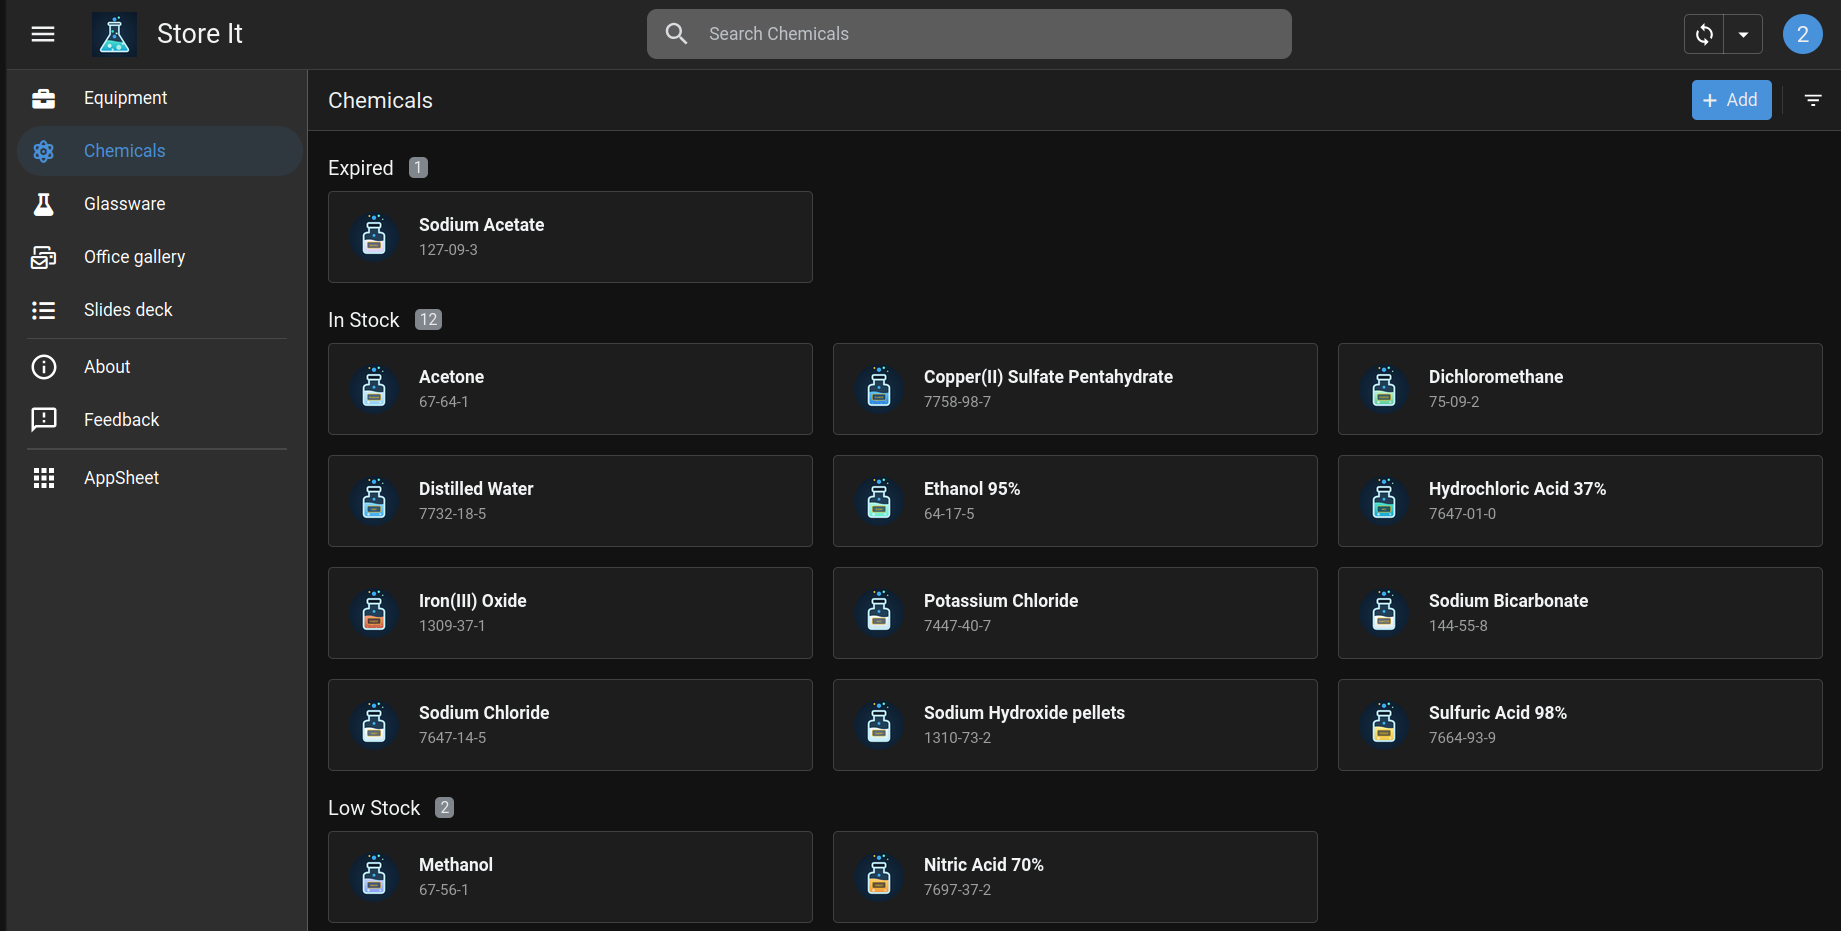 Store It
Search Chemicals
2
Equipment
Chemicals
Glassware
Office gallery
Slides deck
About
Feedback
AppSheet
Chemicals
+ Add
Expired 1
Sodium Acetate
127-09-3
In Stock 12
Acetone
67-64-1
Copper(II) Sulfate Pentahydrate
7758-98-7
Dichloromethane
75-09-2
Distilled Water
7732-18-5
Ethanol 95%
64-17-5
Hydrochloric Acid 37%
7647-01-0
Iron(III) Oxide
1309-37-1
Potassium Chloride
7447-40-7
Sodium Bicarbonate
144-55-8
Sodium Chloride
7647-14-5
Sodium Hydroxide pellets
1310-73-2
Sulfuric Acid 98%
7664-93-9
Low Stock 2
Methanol
67-56-1
Nitric Acid 70%
7697-37-2